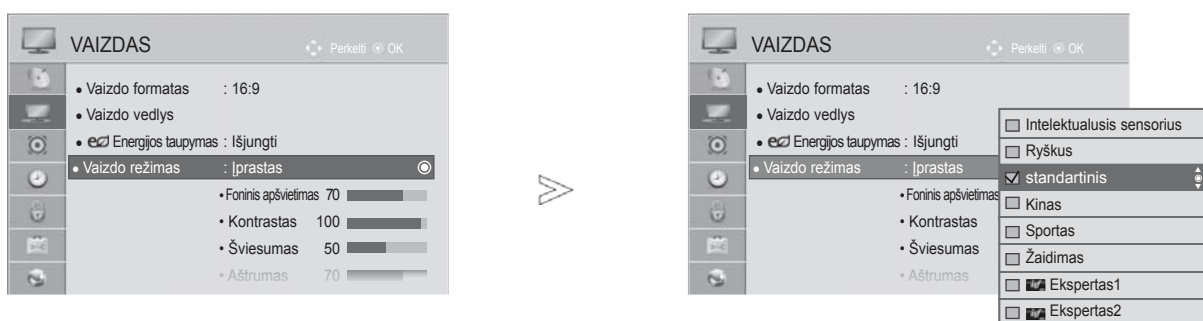 VAIZDAS
Perkelti OK
• Vaizdo formatas : 16:9
• Vaizdo vedlys
• Energijos taupymas : Išjungti
• Vaizdo režimas : Įprastas
• Foninis apšvietimas 70
• Kontrastas 100
• Šviesumas 50
• Aštrumas 70
VAIZDAS
Perkelti OK
• Vaizdo formatas : 16:9
• Vaizdo vedlys
• Energijos taupymas : Išjungti
• Vaizdo režimas : Įprastas
• Foninis apšvietimas
• Kontrastas
• Šviesumas
• Aštrumas
Intelektualusis sensorius
Ryškus
standartinis
Kinas
Sportas
Žaidimas
Ekspertas1
Ekspertas2